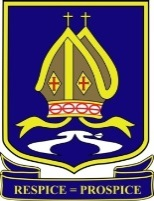 RESPICE = PROSPICE